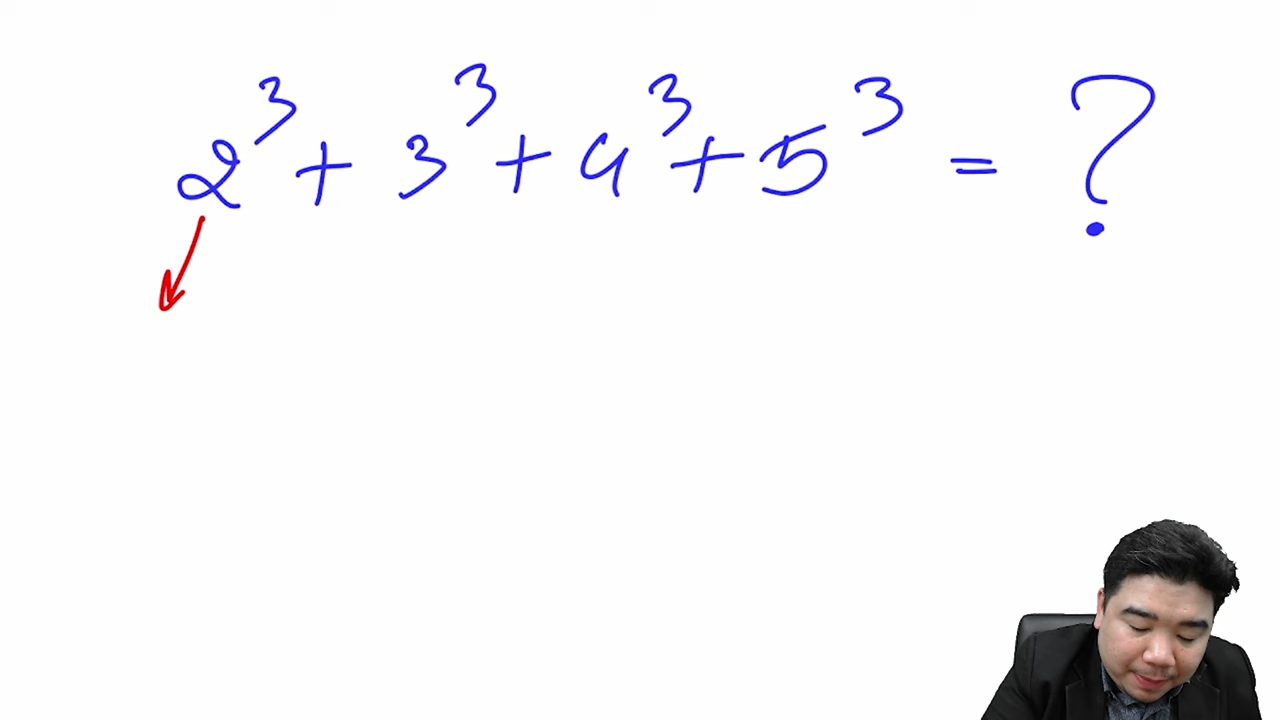 2³ + 3³ + 4³ + 5³ = ?